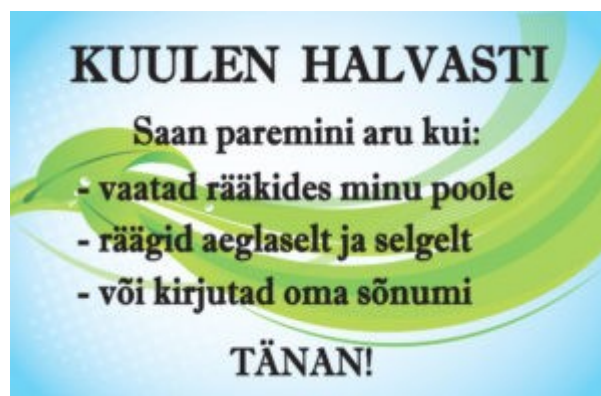 KUULEN HALVASTI
Saan paremini aru kui:
- vaatad rääkides minu poole
- räägid aeglaselt ja selgelt
- või kirjutad oma sõnumi
TÄNAN!